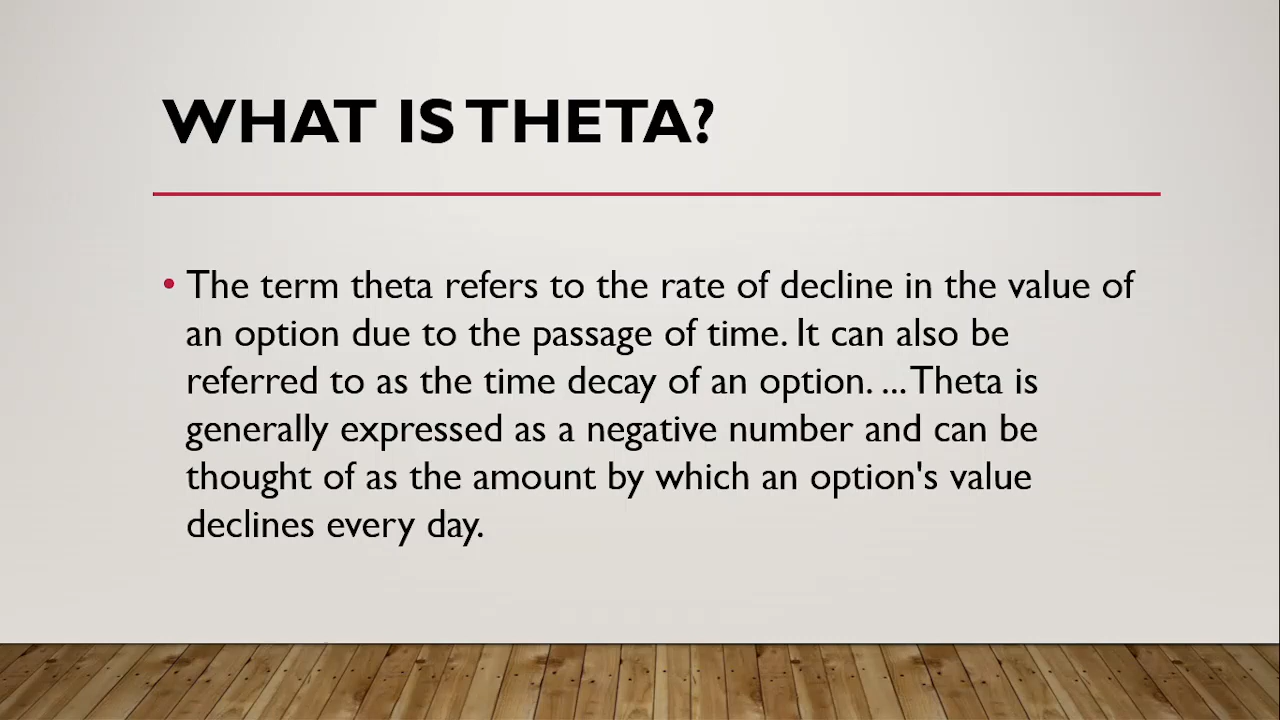 WHAT IS THETA?
• The term theta refers to the rate of decline in the value of
an option due to the passage of time. It can also be
referred to as the time decay of an option. ... Theta is
generally expressed as a negative number and can be
thought of as the amount by which an option's value
declines every day.